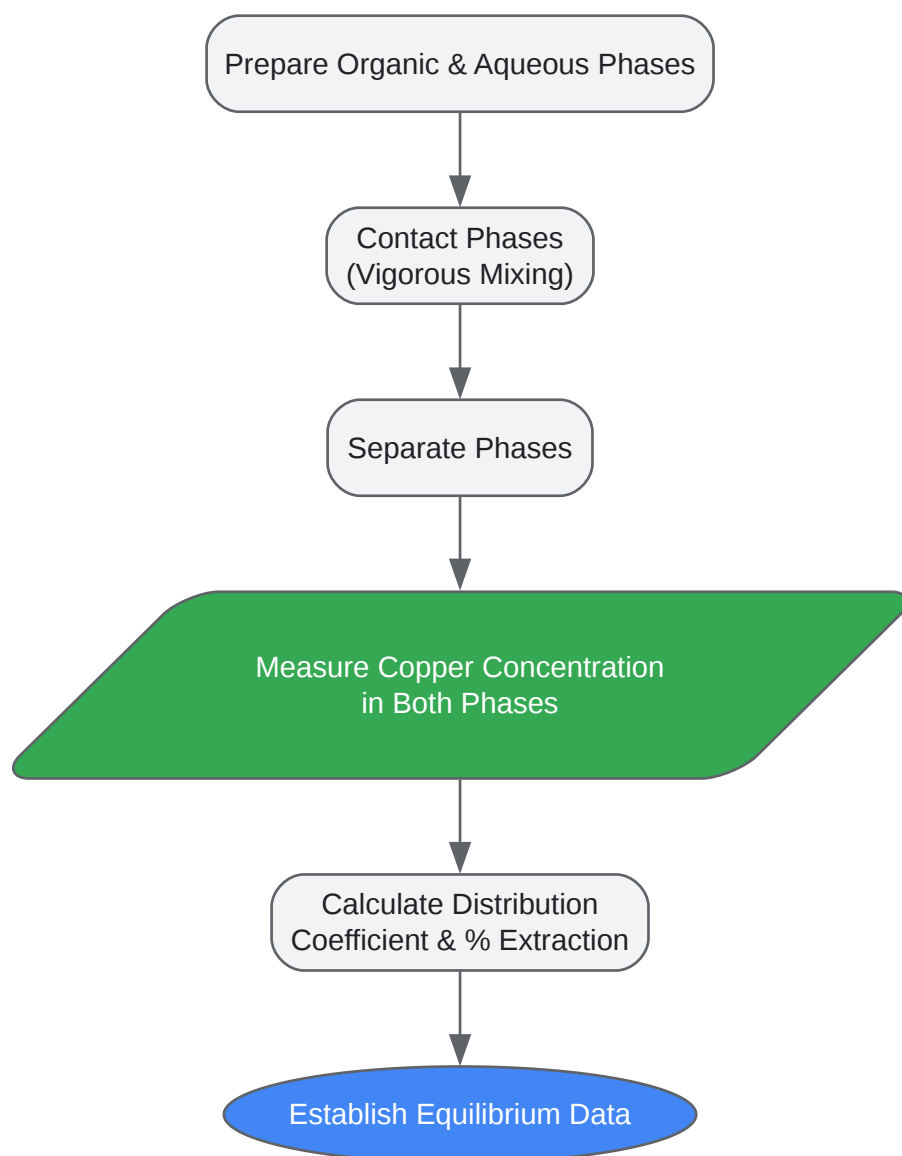 Prepare Organic & Aqueous Phases
Contact Phases
(Vigorous Mixing)
Separate Phases
Measure Copper Concentration
in Both Phases
Calculate Distribution
Coefficient & % Extraction
Establish Equilibrium Data